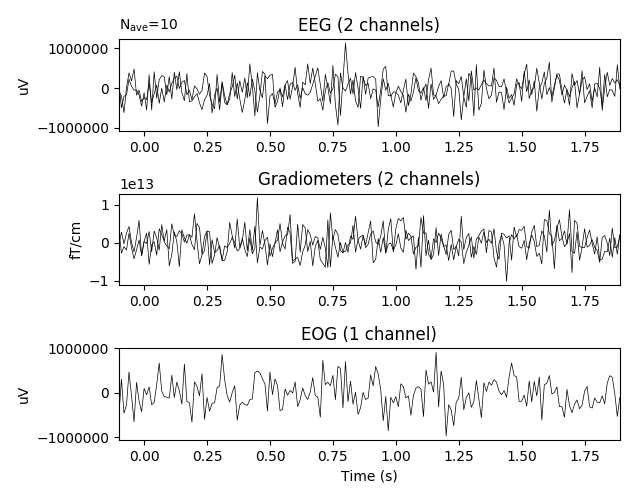 N_ave=10
EEG (2 channels)
1000000
0
−1000000
uV
0.00 0.25 0.50 0.75 1.00 1.25 1.50 1.75
1e13
Gradiometers (2 channels)
1
0
−1
fT/cm
0.00 0.25 0.50 0.75 1.00 1.25 1.50 1.75
EOG (1 channel)
1000000
0
−1000000
uV
0.00 0.25 0.50 0.75 1.00 1.25 1.50 1.75
Time (s)